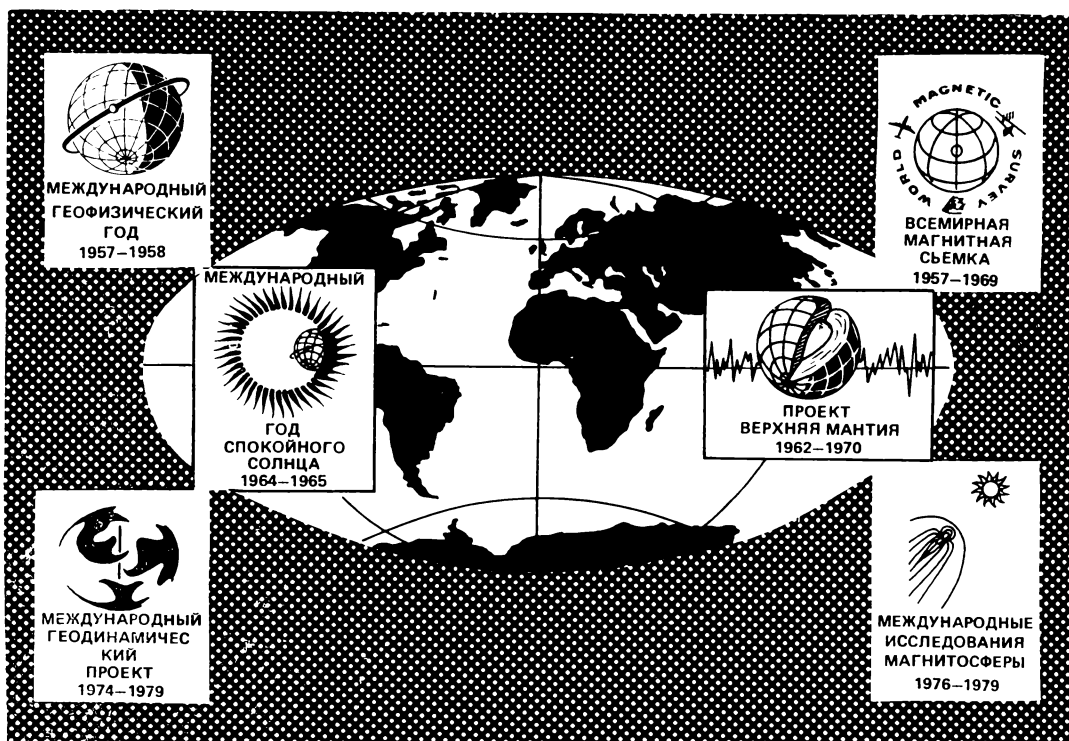 МЕЖДУНАРОДНЫЙ
ГЕОФИЗИЧЕСКИЙ
ГОД
1957—1958
WORLD MAGNETIC SURVEY
ВСЕМИРНАЯ
МАГНИТНАЯ
СЬЕМКА
1957—1969
МЕЖДУНАРОДНЫЙ
ГОД
СПОКОЙНОГО
СОЛНЦА
1964—1965
ПРОЕКТ
ВЕРХНЯЯ МАНТИЯ
1962—1970
МЕЖДУНАРОДНЫЙ
ГЕОДИНАМИЧЕС
КИЙ
ПРОЕКТ
1974—1979
МЕЖДУНАРОДНЫЕ
ИССЛЕДОВАНИЯ
МАГНИТОСФЕРЫ
1976—1979